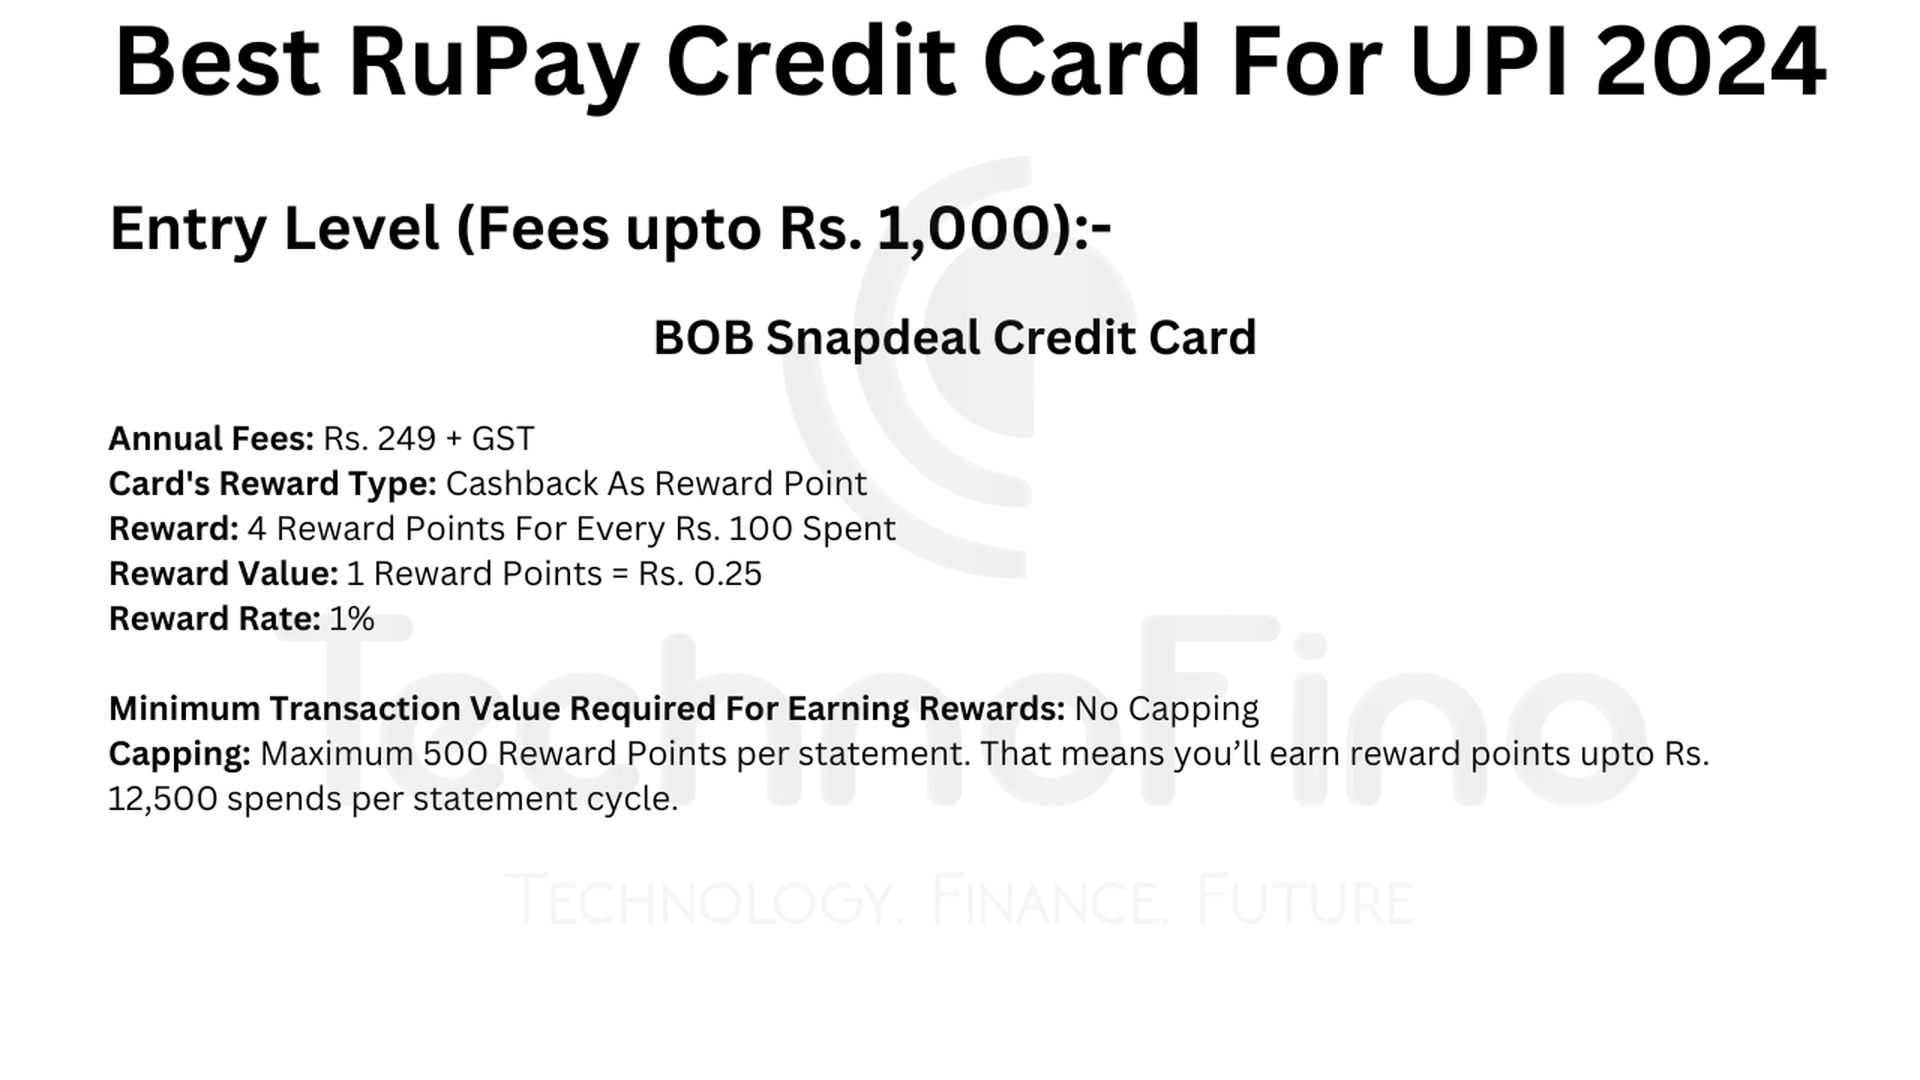 Best RuPay Credit Card For UPI 2024
Entry Level (Fees upto Rs. 1,000):-
BOB Snapdeal Credit Card
Annual Fees: Rs. 249 + GST
Card's Reward Type: Cashback As Reward Point
Reward: 4 Reward Points For Every Rs. 100 Spent
Reward Value: 1 Reward Points = Rs. 0.25
Reward Rate: 1%
TechnoFino
Minimum Transaction Value Required For Earning Rewards: No Capping
Capping: Maximum 500 Reward Points per statement. That means you’ll earn reward points upto Rs.
12,500 spends per statement cycle.
TECHNOLOGY. FINANCE. FUTURE